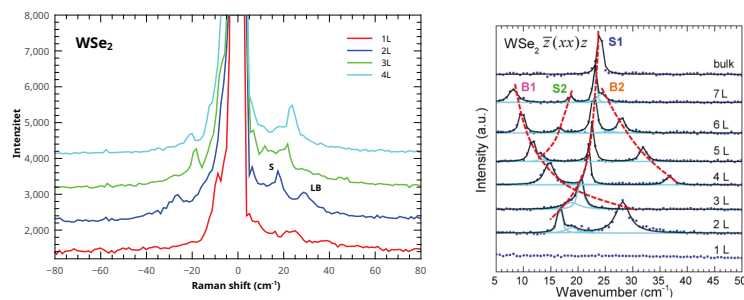 WSe₂
1L
2L
3L
4L
S
LB
8,000
7,000
6,000
5,000
4,000
3,000
2,000
Intenzitet
−80 −60 −40 −20 0 20 40 60 80
Raman shift (cm⁻¹)
WSe₂ z̅(xx)z
S1
bulk
B1
S2
B2
7 L
6 L
5 L
4 L
3 L
2 L
1 L
Intensity (a.u.)
5 10 15 20 25 30 35 40 45 50
Wavenumber (cm⁻¹)